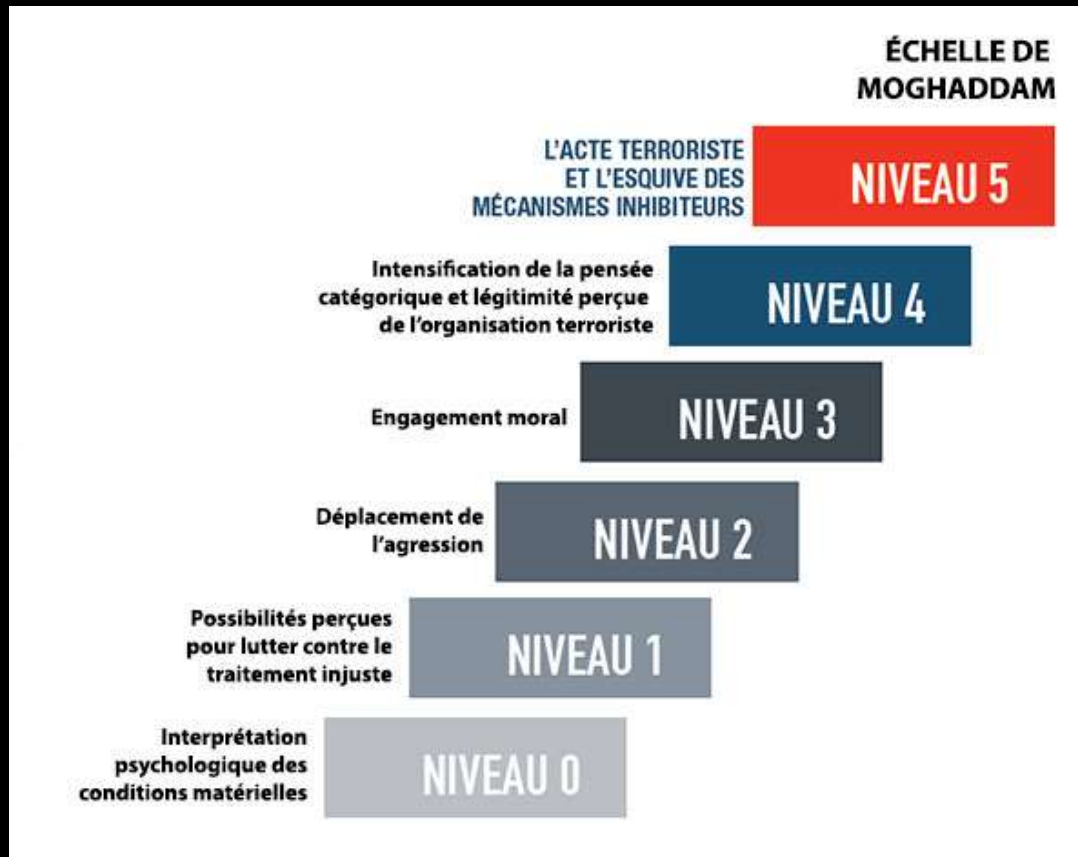 ÉCHELLE DE
MOGHADDAM
L'ACTE TERRORISTE
ET L'ESQUIVE DES
MÉCANISMES INHIBITEURS
NIVEAU 5
Intensification de la pensée
catégorique et légitimité perçue
de l'organisation terroriste
NIVEAU 4
Engagement moral
NIVEAU 3
Déplacement de
l'agression
NIVEAU 2
Possibilités perçues
pour lutter contre le
traitement injuste
NIVEAU 1
Interprétation
psychologique des
conditions matérielles
NIVEAU 0